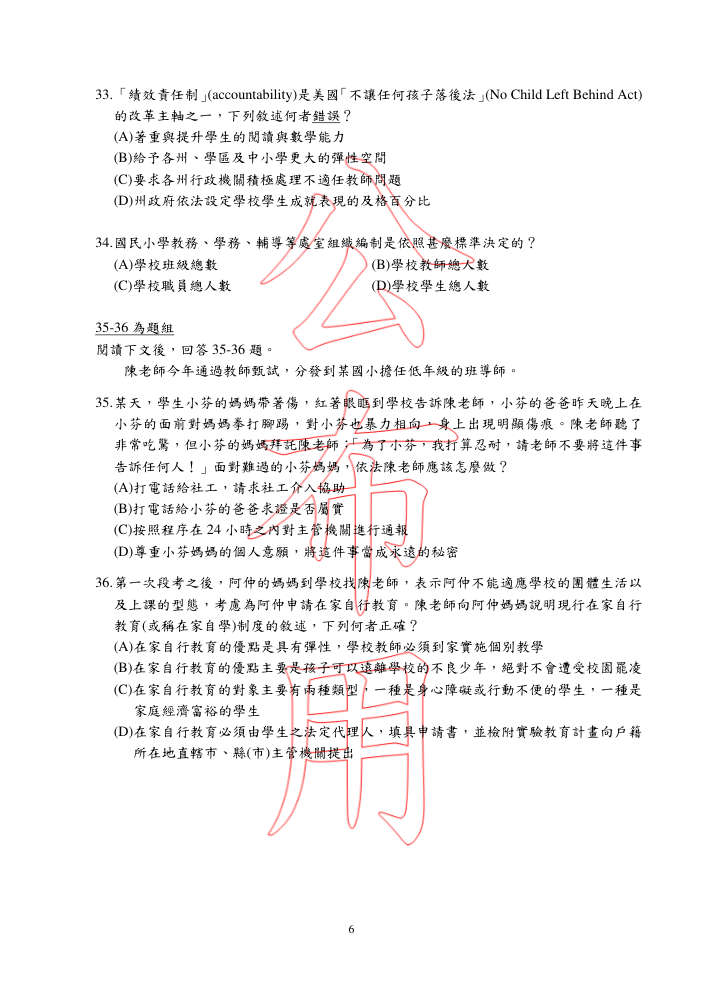 33.「績效責任制」(accountability)是美國「不讓任何孩子落後法」(No Child Left Behind Act)
的改革主軸之一，下列敘述何者錯誤？
(A)著重與提升學生的閱讀與數學能力
(B)給予各州、學區及中小學更大的彈性空間
(C)要求各州行政機關積極處理不適任教師問題
(D)州政府依法設定學校學生成就表現的及格百分比
34.國民小學教務、學務、輔導等處室組織編制是依照甚麼標準決定的？
(A)學校班級總數 (B)學校教師總人數
(C)學校職員總人數 (D)學校學生總人數
35-36 為題組
閱讀下文後，回答 35-36 題。
陳老師今年通過教師甄試，分發到某國小擔任低年級的班導師。
35.某天，學生小芬的媽媽帶著傷，紅著眼眶到學校告訴陳老師，小芬的爸爸昨天晚上在
小芬的面前對媽媽拳打腳踢，對小芬也暴力相向，身上出現明顯傷痕。陳老師聽了
非常吃驚，但小芬的媽媽拜託陳老師：「為了小芬，我打算忍耐，請老師不要將這件事
告訴任何人！」面對難過的小芬媽媽，依法陳老師應該怎麼做？
(A)打電話給社工，請求社工介入協助
(B)打電話給小芬的爸爸求證是否屬實
(C)按照程序在 24 小時之內對主管機關進行通報
(D)尊重小芬媽媽的個人意願，將這件事當成永遠的秘密
36.第一次段考之後，阿仲的媽媽到學校找陳老師，表示阿仲不能適應學校的團體生活以
及上課的型態，考慮為阿仲申請在家自行教育。陳老師向阿仲媽媽說明現行在家自行
教育(或稱在家自學)制度的敘述，下列何者正確？
(A)在家自行教育的優點是具有彈性，學校教師必須到家實施個別教學
(B)在家自行教育的優點主要是孩子可以遠離學校的不良少年，絕對不會遭受校園罷凌
(C)在家自行教育的對象主要有兩種類型，一種是身心障礙或行動不便的學生，一種是
家庭經濟富裕的學生
(D)在家自行教育必須由學生之法定代理人，填具申請書，並檢附實驗教育計畫向戶籍
所在地直轄市、縣(市)主管機關提出
公布用
6